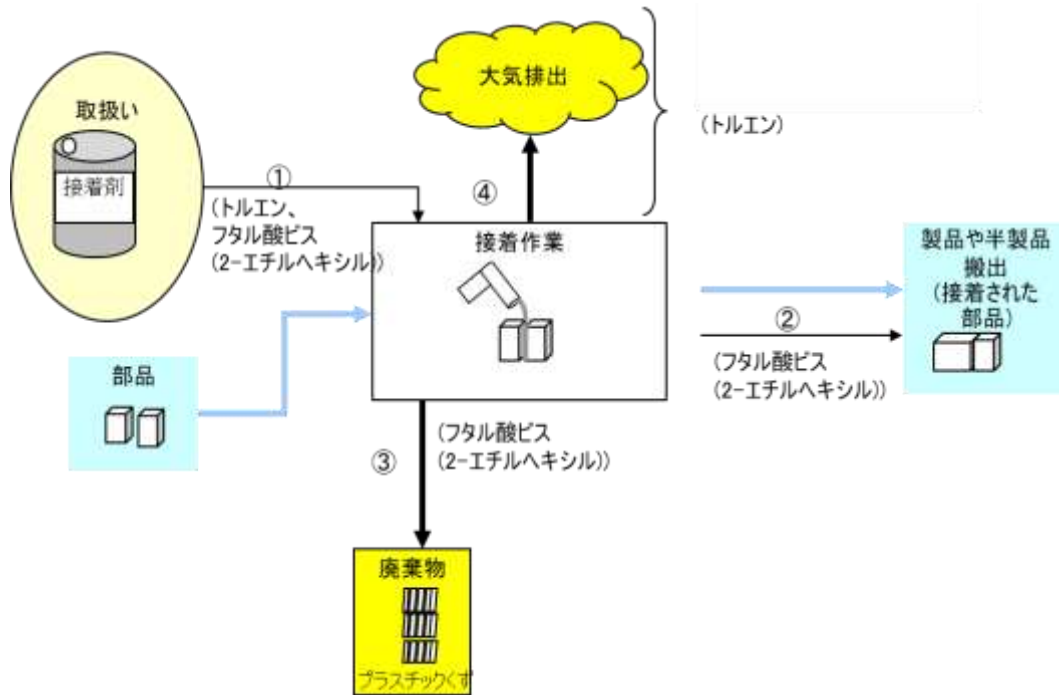 大気排出
(トルエン)
取扱い
接着剤
①
(トルエン、
フタル酸ビス
(2-エチルヘキシル))
④
接着作業
製品や半製品
搬出
(接着された
部品)
②
(フタル酸ビス
(2-エチルヘキシル))
部品
③
(フタル酸ビス
(2-エチルヘキシル))
廃棄物
プラスチックくず